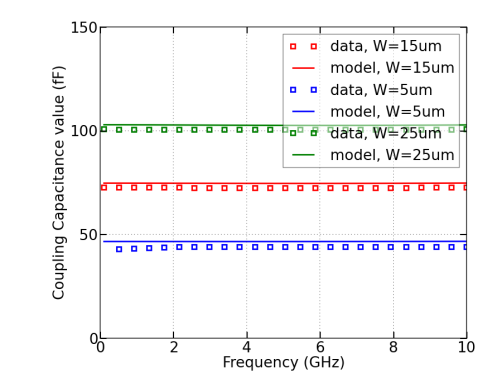 150
100
50
0
Coupling Capacitance value (fF)
data, W=15um
model, W=15um
data, W=5um
model, W=5um
data, W=25um
model, W=25um
0 2 4 6 8 10
Frequency (GHz)